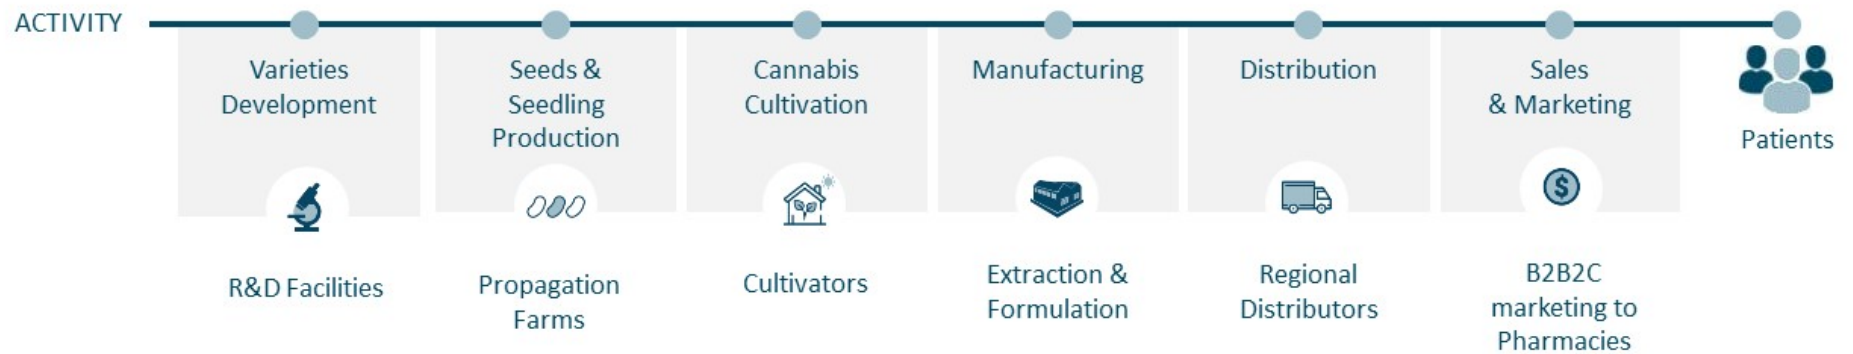 ACTIVITY
Varieties
Development
R&D Facilities
Seeds &
Seedling
Production
Propagation
Farms
Cannabis
Cultivation
Cultivators
Manufacturing
Extraction &
Formulation
Distribution
Regional
Distributors
Sales
& Marketing
$
B2B2C
marketing to
Pharmacies
Patients